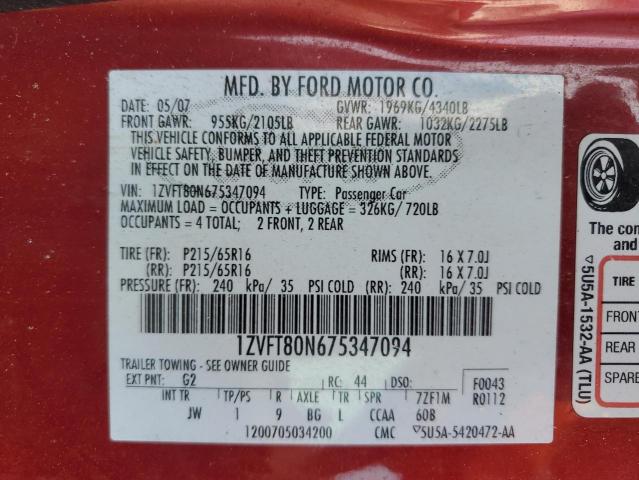 MFD. BY FORD MOTOR CO.
DATE: 05/07 GVWR: 1969KG/4340LB
FRONT GAWR: 955KG/2105LB REAR GAWR: 1032KG/2275LB
THIS VEHICLE CONFORMS TO ALL APPLICABLE FEDERAL MOTOR
VEHICLE SAFETY, BUMPER, AND THEFT PREVENTION STANDARDS
IN EFFECT ON THE DATE OF MANUFACTURE SHOWN ABOVE.
VIN: 1ZVFT80N675347094 TYPE: Passenger Car
MAXIMUM LOAD = OCCUPANTS + LUGGAGE = 326KG/720LB
OCCUPANTS = 4 TOTAL; 2 FRONT, 2 REAR
TIRE (FR): P215/65R16 RIMS (FR): 16 X 7.0J
(RR): P215/65R16 (RR): 16 X 7.0J
PRESSURE (FR): 240 kPa/ 35 PSI COLD (RR): 240 kPa/ 35 PSI COLD
1ZVFT80N675347094
TRAILER TOWING - SEE OWNER GUIDE
EXT PNT: G2 RC: 44 DSO: F0043
INT TR TP/PS R AXLE TR SPR 7ZF1M R0112
JW 1 9 BG L CCAA 60B
1200705034200 CMC ▽5U5A-5420472-AA
The con
and
▽5U5A-1532-AA (TLU)
TIRE
FRONT
REAR
SPARE